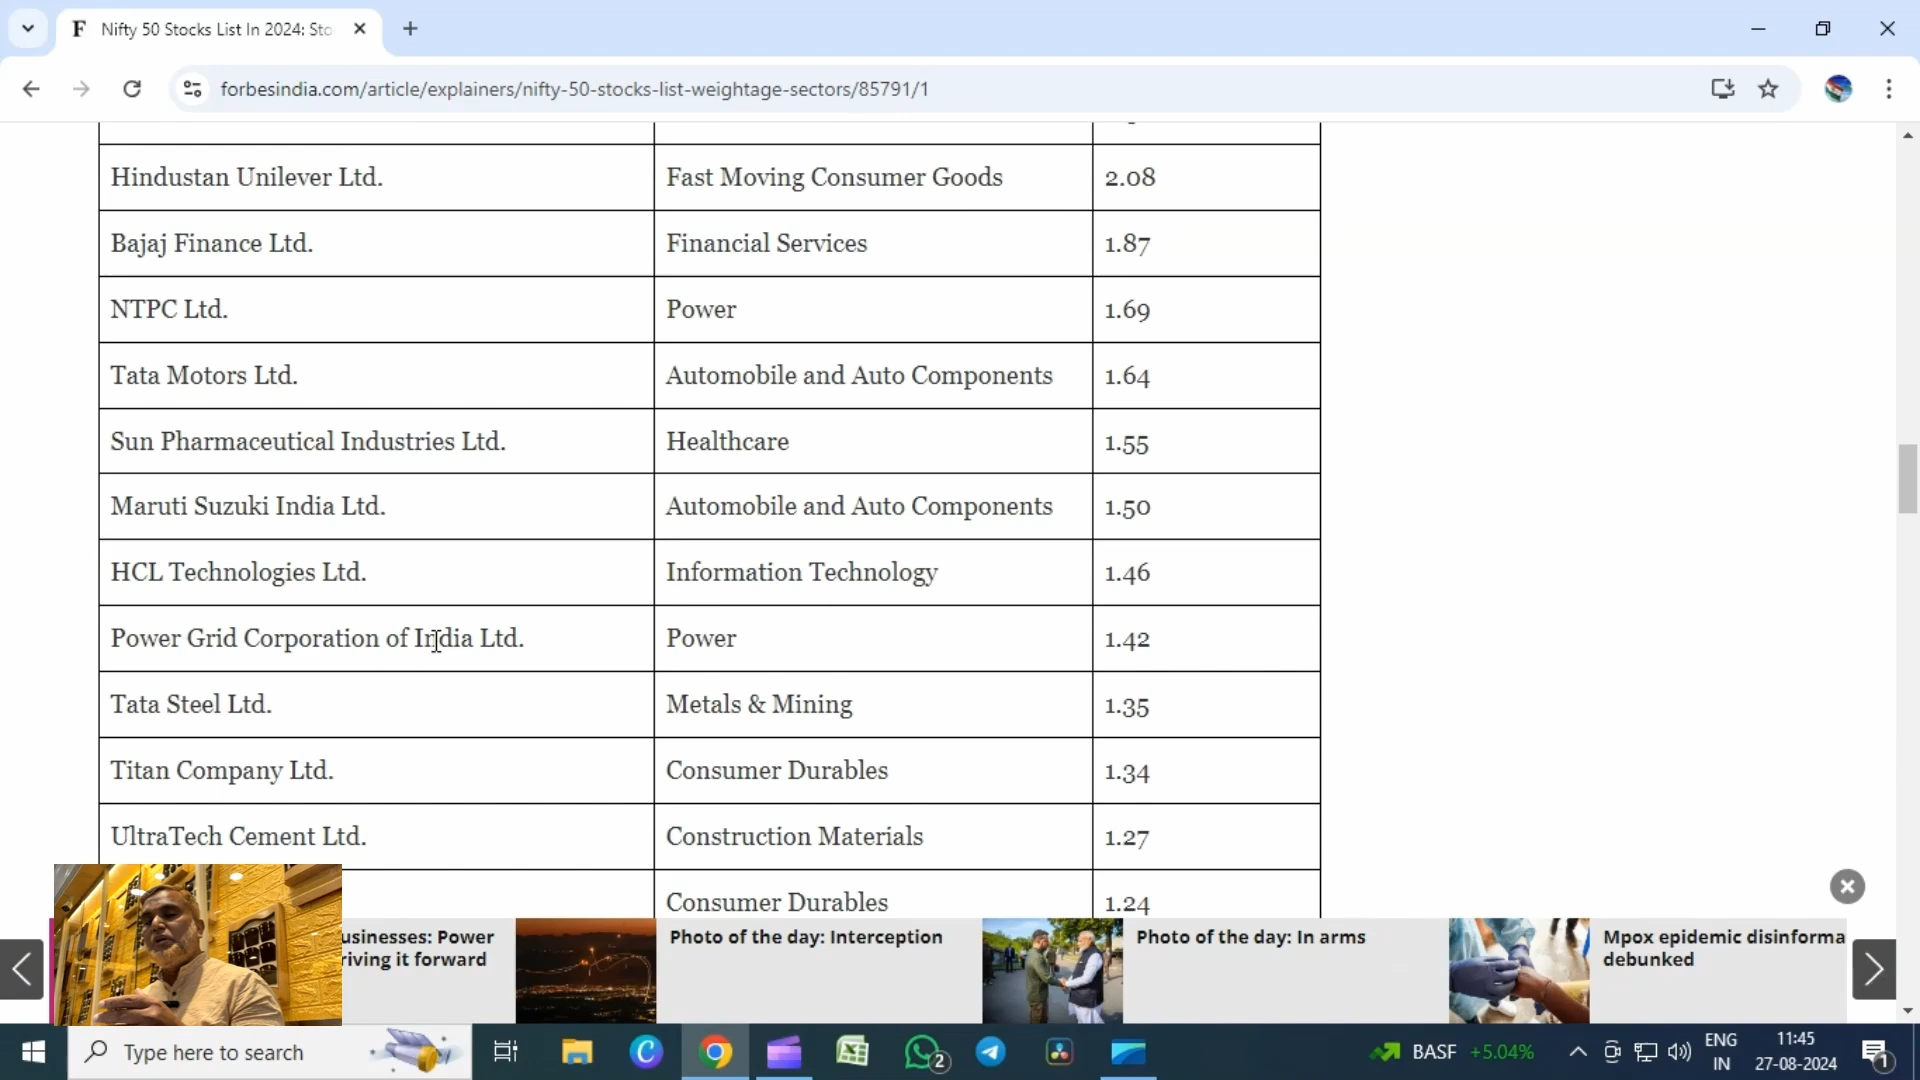 F Nifty 50 Stocks List In 2024: Sto
forbesindia.com/article/explainers/nifty-50-stocks-list-weightage-sectors/85791/1
Hindustan Unilever Ltd. Fast Moving Consumer Goods 2.08
Bajaj Finance Ltd. Financial Services 1.87
NTPC Ltd. Power 1.69
Tata Motors Ltd. Automobile and Auto Components 1.64
Sun Pharmaceutical Industries Ltd. Healthcare 1.55
Maruti Suzuki India Ltd. Automobile and Auto Components 1.50
HCL Technologies Ltd. Information Technology 1.46
Power Grid Corporation of India Ltd. Power 1.42
Tata Steel Ltd. Metals & Mining 1.35
Titan Company Ltd. Consumer Durables 1.34
UltraTech Cement Ltd. Construction Materials 1.27
Consumer Durables 1.24
usinesses: Power
riving it forward
Photo of the day: Interception
Photo of the day: In arms
Mpox epidemic disinforma
debunked
Type here to search
2
BASF +5.04%
ENG
IN
11:45
27-08-2024
1